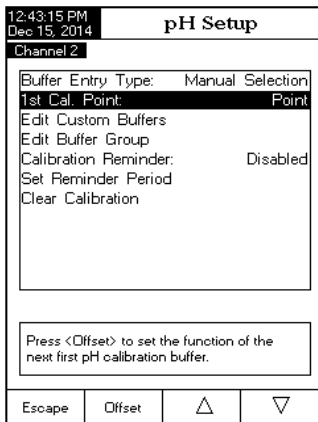 12:43:15 PM
Dec 15, 2014
pH Setup
Channel 2
Buffer Entry Type: Manual Selection
1st Cal. Point: Point
Edit Custom Buffers
Edit Buffer Group
Calibration Reminder: Disabled
Set Reminder Period
Clear Calibration
Press <Offset> to set the function of the
next first pH calibration buffer.
Escape Offset △ ▽